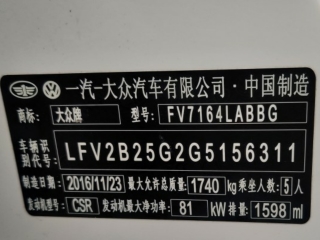 一汽-大众汽车有限公司·中国制造
商标: 大众牌 型号: FV7164LABBG
车辆识别代号: LFV2B25G2G5156311
制造日期: 2016/11/23 最大允许总质量: 1740 kg 乘坐人数: 5 人
发动机型号: CSR 发动机最大净功率: 81 kW 排量: 1598 ml